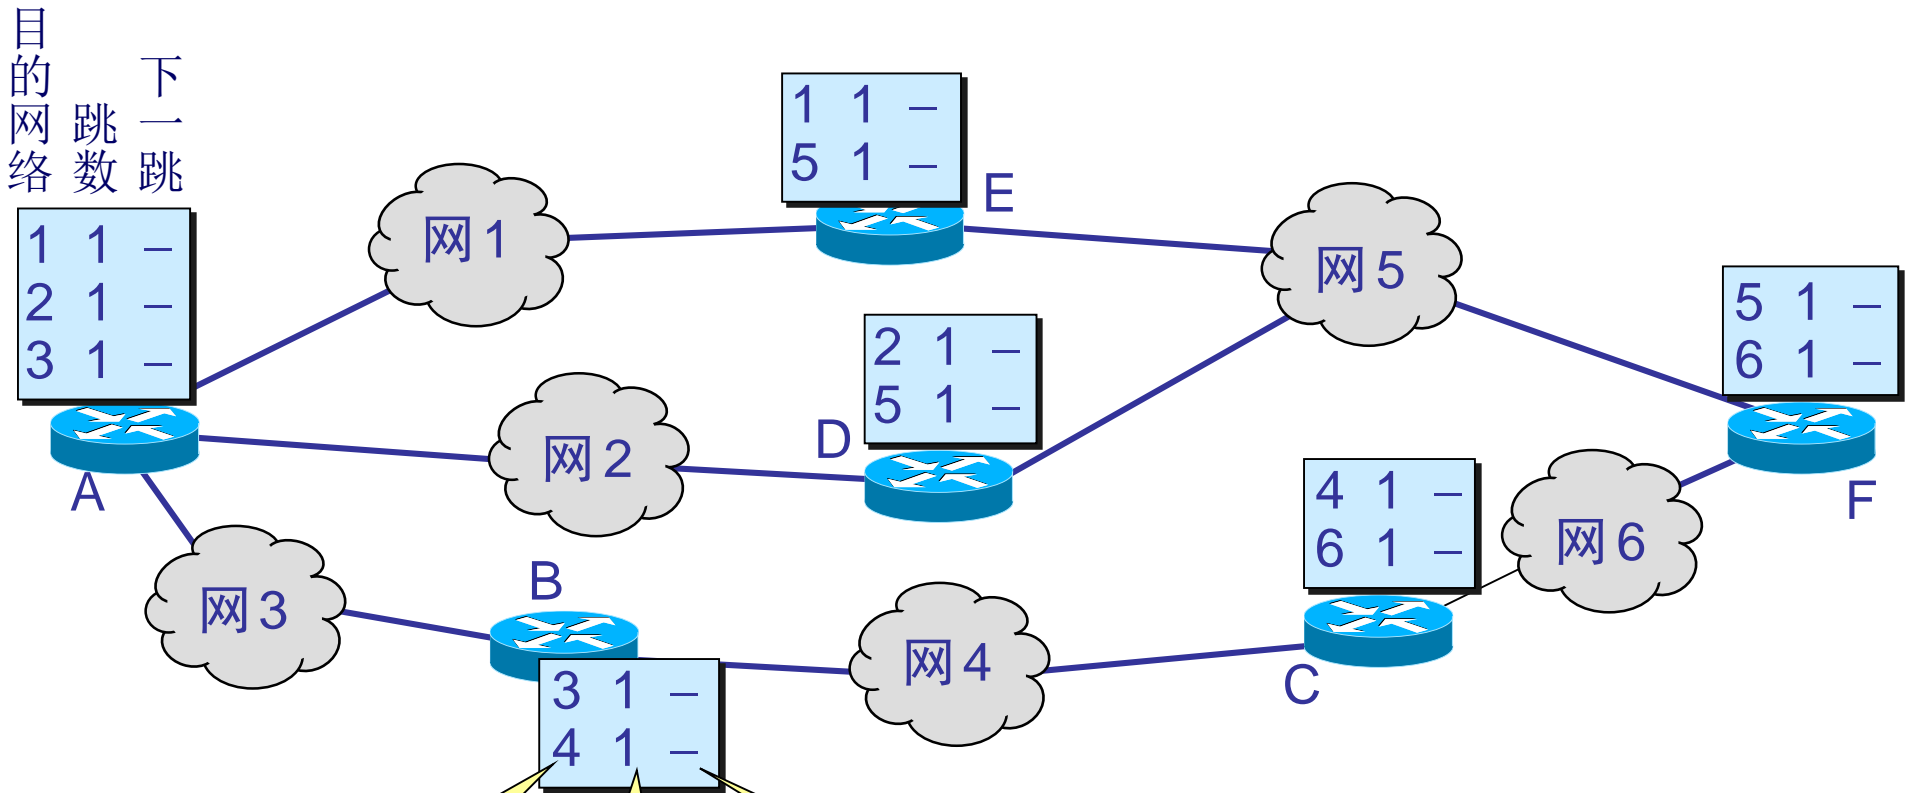 目的网络
跳数
下一跳
1 1 –
2 1 –
3 1 –
A
网1
1 1 –
5 1 –
E
网5
5 1 –
6 1 –
F
网2
2 1 –
5 1 –
D
网3
B
3 1 –
4 1 –
网4
4 1 –
6 1 –
C
网6